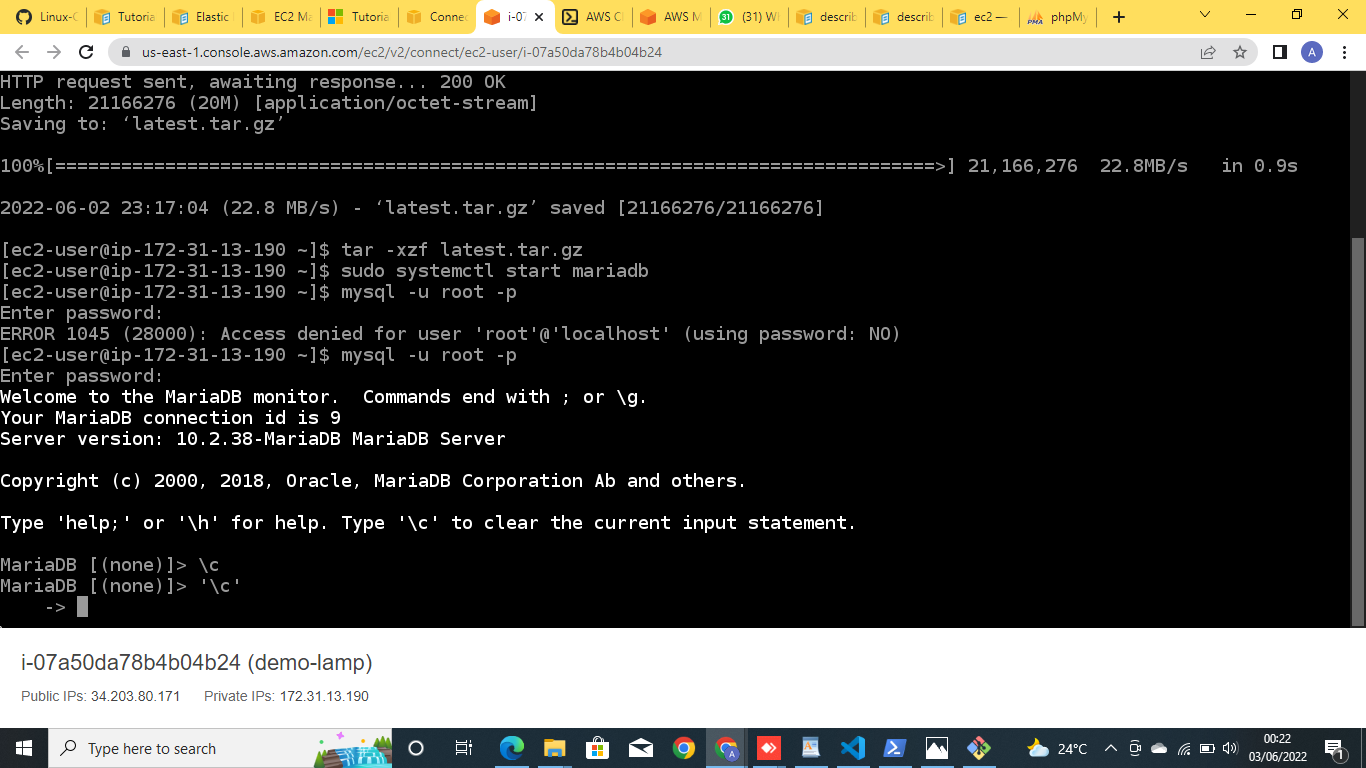 Linux-C
Tutoria
Elastic
EC2 Ma
Tutoria
Connec
i-07
AWS Cl
AWS M
(31) W
describ
describ
ec2 —
phpMy
us-east-1.console.aws.amazon.com/ec2/v2/connect/ec2-user/i-07a50da78b4b04b24
A
HTTP request sent, awaiting response... 200 OK
Length: 21166276 (20M) [application/octet-stream]
Saving to: ‘latest.tar.gz’
100%[================================================================================>] 21,166,276  22.8MB/s   in 0.9s
2022-06-02 23:17:04 (22.8 MB/s) - ‘latest.tar.gz’ saved [21166276/21166276]
[ec2-user@ip-172-31-13-190 ~]$ tar -xzf latest.tar.gz
[ec2-user@ip-172-31-13-190 ~]$ sudo systemctl start mariadb
[ec2-user@ip-172-31-13-190 ~]$ mysql -u root -p
Enter password:
ERROR 1045 (28000): Access denied for user 'root'@'localhost' (using password: NO)
[ec2-user@ip-172-31-13-190 ~]$ mysql -u root -p
Enter password:
Welcome to the MariaDB monitor.  Commands end with ; or \g.
Your MariaDB connection id is 9
Server version: 10.2.38-MariaDB MariaDB Server
Copyright (c) 2000, 2018, Oracle, MariaDB Corporation Ab and others.
Type 'help;' or '\h' for help. Type '\c' to clear the current input statement.
MariaDB [(none)]> \c
MariaDB [(none)]> '\c'
    ->
i-07a50da78b4b04b24 (demo-lamp)
Public IPs: 34.203.80.171 Private IPs: 172.31.13.190
Type here to search
24°C
00:22
03/06/2022
1